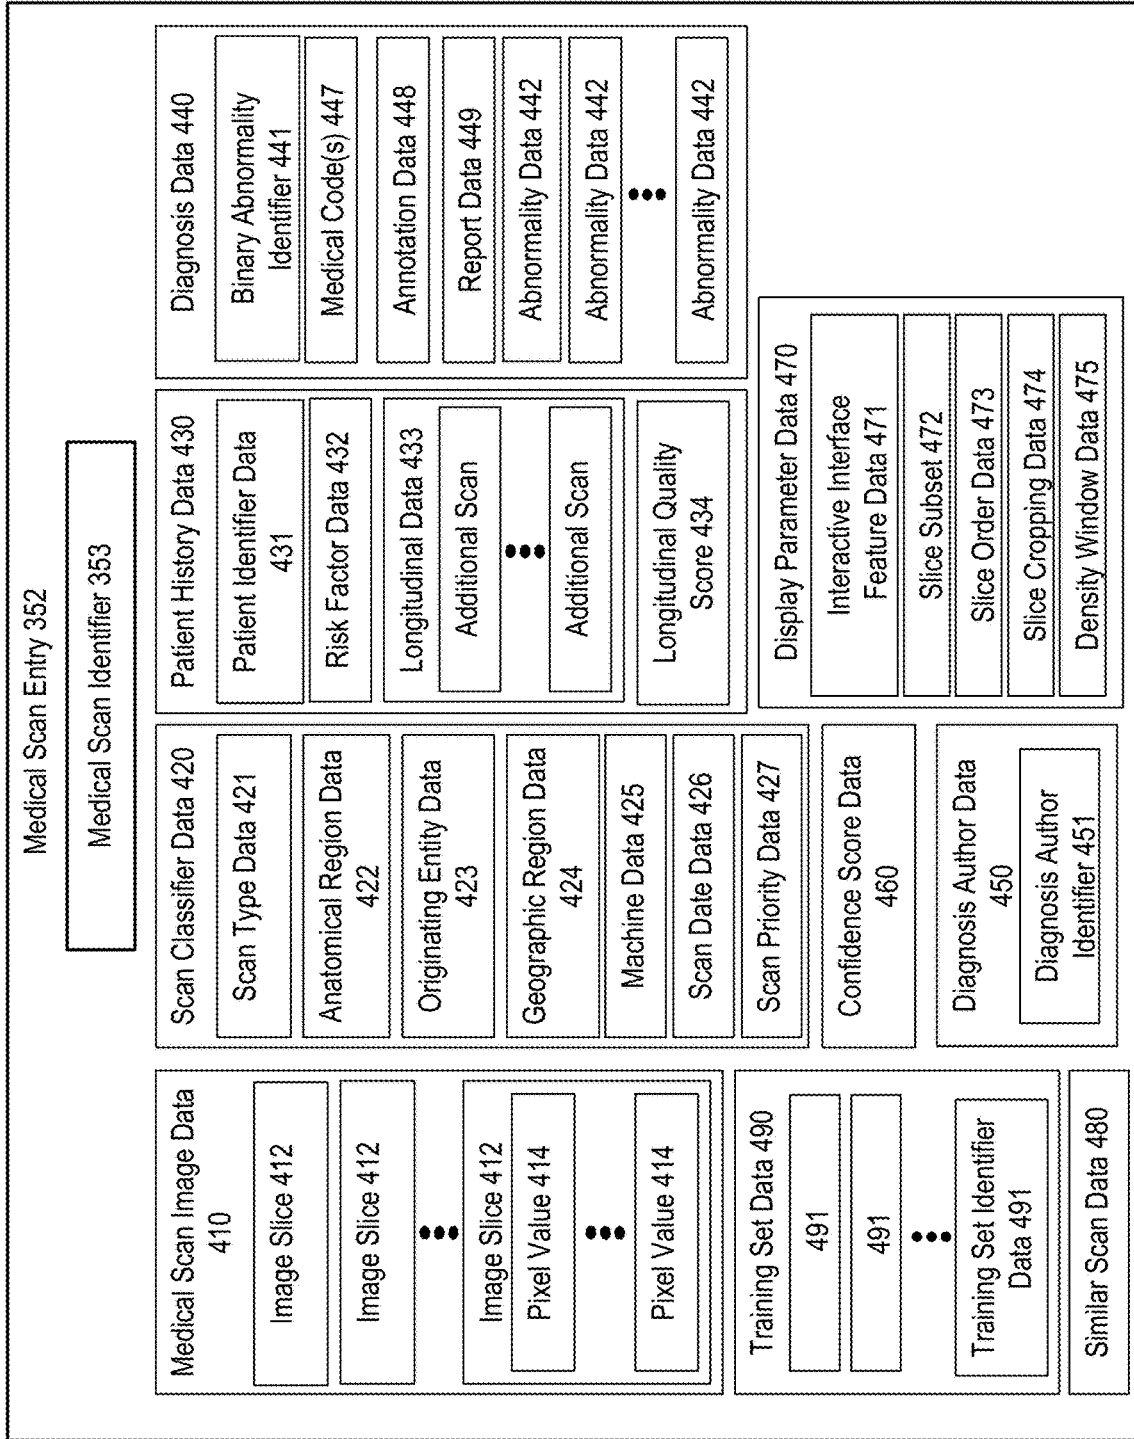 Medical Scan Entry 352
Medical Scan Identifier 353
Medical Scan Image Data
410
Image Slice 412
Image Slice 412
Image Slice 412
Pixel Value 414
Pixel Value 414
Training Set Data 490
491
491
Training Set Identifier
Data 491
Similar Scan Data 480
Scan Classifier Data 420
Scan Type Data 421
Anatomical Region Data
422
Originating Entity Data
423
Geographic Region Data
424
Machine Data 425
Scan Date Data 426
Scan Priority Data 427
Confidence Score Data
460
Diagnosis Author Data
450
Diagnosis Author
Identifier 451
Patient History Data 430
Patient Identifier Data
431
Risk Factor Data 432
Longitudinal Data 433
Additional Scan
Additional Scan
Longitudinal Quality
Score 434
Diagnosis Data 440
Binary Abnormality
Identifier 441
Medical Code(s) 447
Annotation Data 448
Report Data 449
Abnormality Data 442
Abnormality Data 442
Abnormality Data 442
Display Parameter Data 470
Interactive Interface
Feature Data 471
Slice Subset 472
Slice Order Data 473
Slice Cropping Data 474
Density Window Data 475